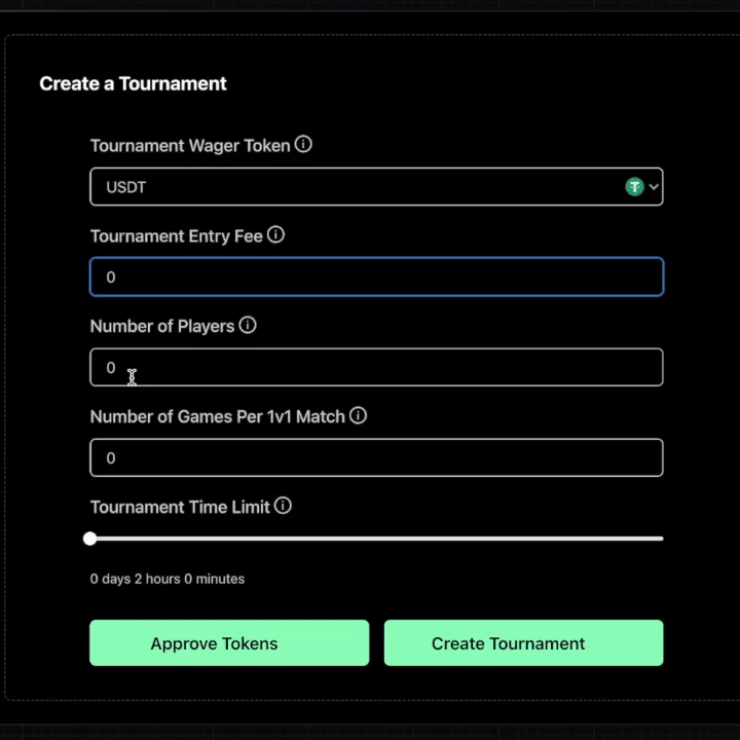 Create a Tournament
Tournament Wager Token
USDT
Tournament Entry Fee
0
Number of Players
0
Number of Games Per 1v1 Match
0
Tournament Time Limit
0 days 2 hours 0 minutes
Approve Tokens
Create Tournament